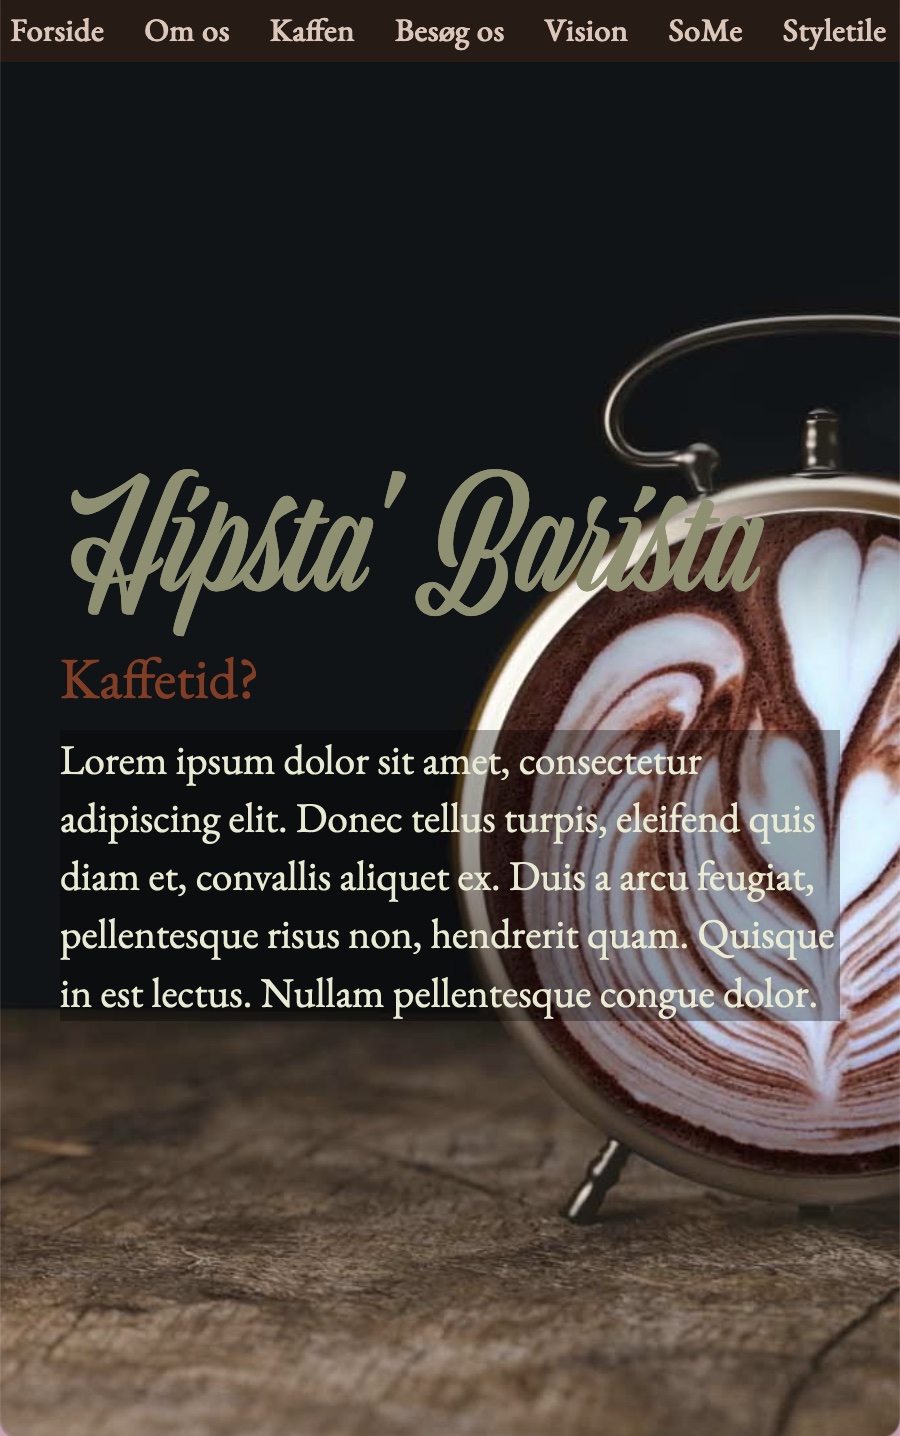 Forside Om os Kaffen Besøg os Vision SoMe Styletile
Hipsta' Barista
Kaffetid?
Lorem ipsum dolor sit amet, consectetur
adipiscing elit. Donec tellus turpis, eleifend quis
diam et, convallis aliquet ex. Duis a arcu feugiat,
pellentesque risus non, hendrerit quam. Quisque
in est lectus. Nullam pellentesque congue dolor.